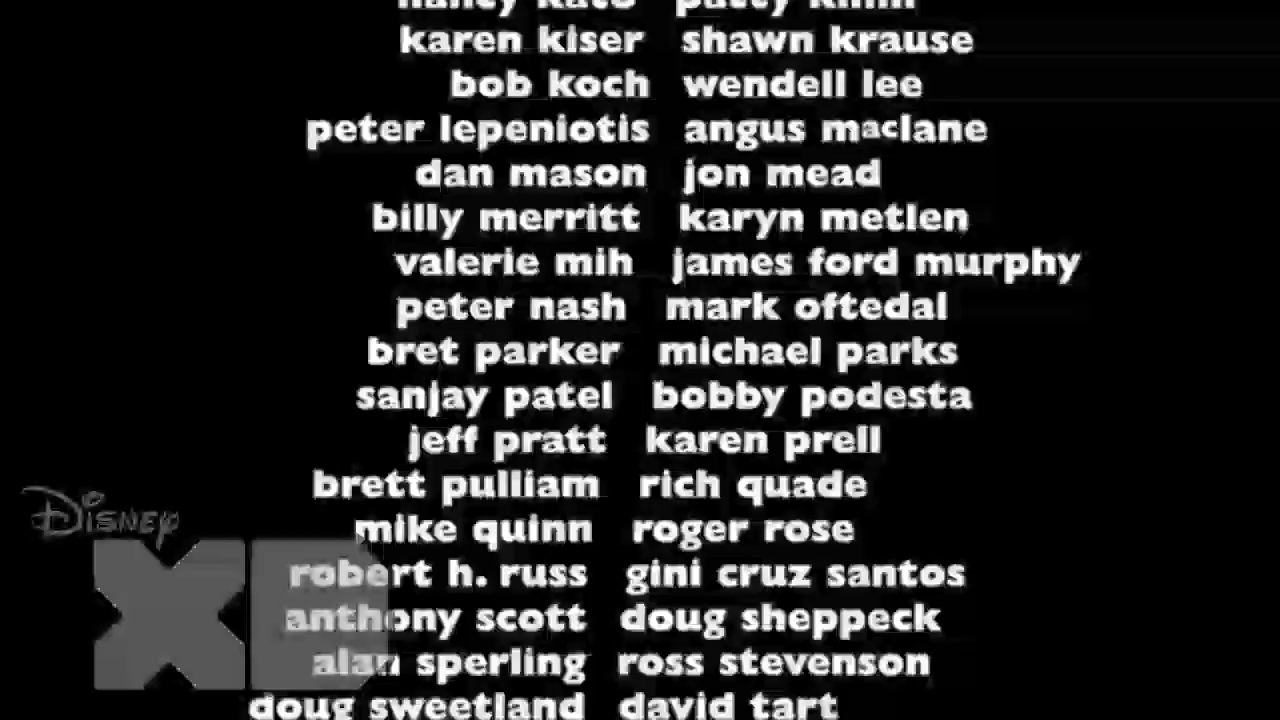 nancy kato patty kihm
karen kiser shawn krause
bob koch wendell lee
peter lepeniotis angus maclane
dan mason jon mead
billy merritt karyn metlen
valerie mih james ford murphy
peter nash mark oftedal
bret parker michael parks
sanjay patel bobby podesta
jeff pratt karen prell
brett pulliam rich quade
mike quinn roger rose
robert h. russ gini cruz santos
anthony scott doug sheppeck
alan sperling ross stevenson
doug sweetland david tart
Disney
XD